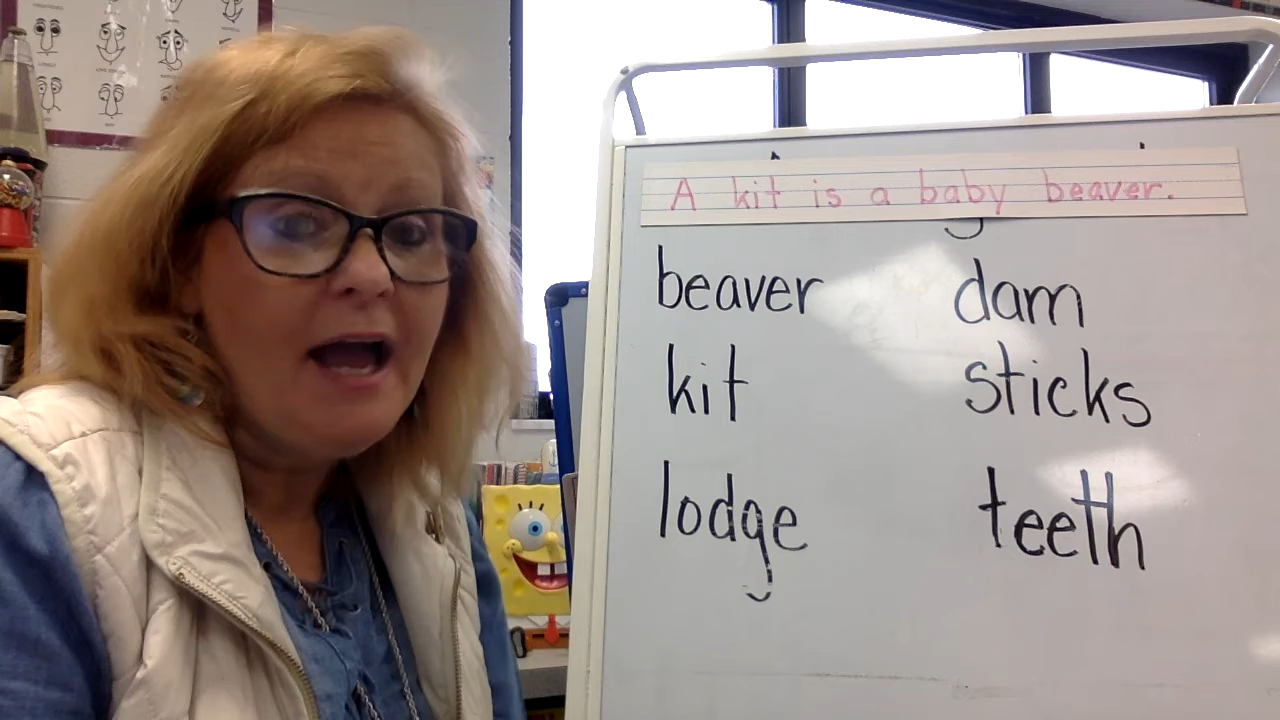 A kit is a baby beaver.
beaver dam
kit sticks
lodge teeth